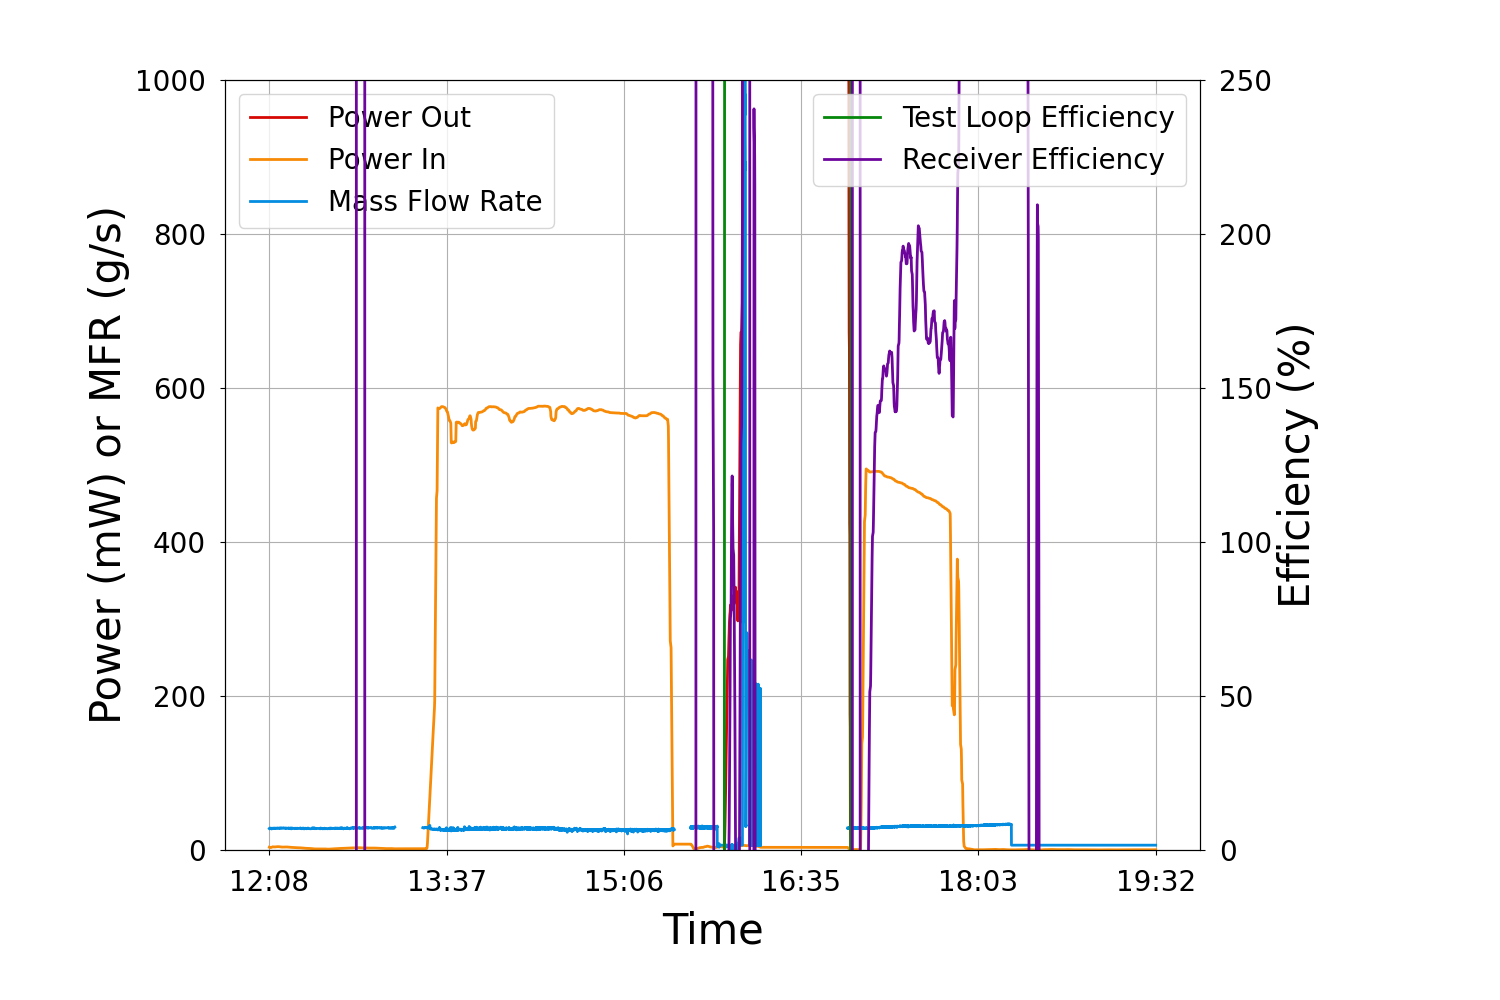 1000
800
600
400
200
0
Power (mW) or MFR (g/s)
Power Out
Power In
Mass Flow Rate
Test Loop Efficiency
Receiver Efficiency
250
200
150
100
50
0
Efficiency (%)
12:08 13:37 15:06 16:35 18:03 19:32
Time